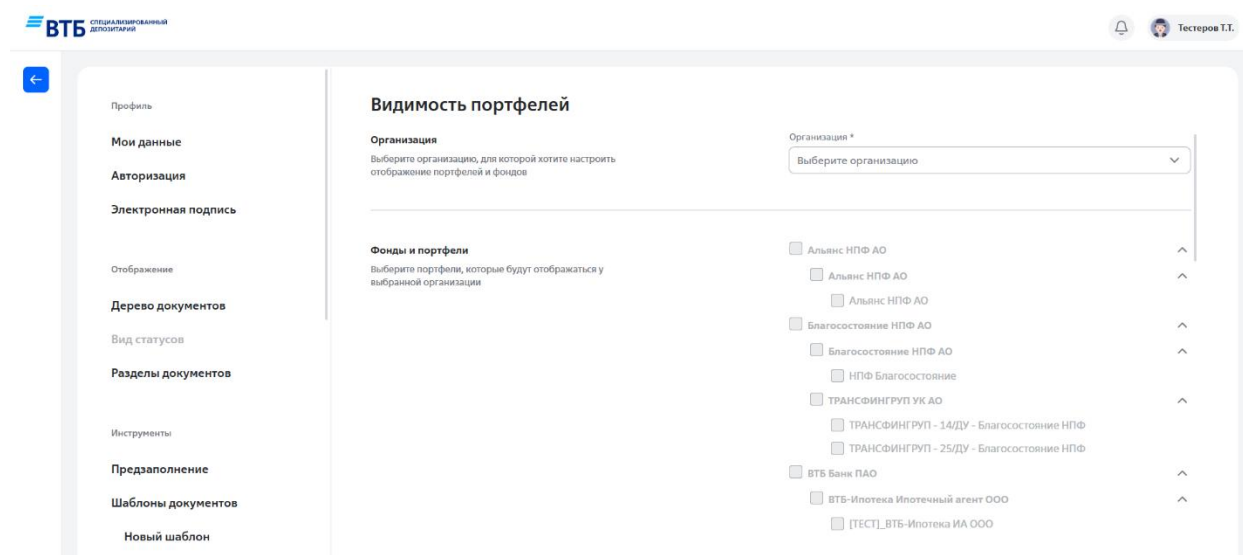 ВТБ СПЕЦИАЛИЗИРОВАННЫЙ
ДЕПОЗИТАРИЙ
Тестеров Т.Т.
Профиль
Мои данные
Авторизация
Электронная подпись
Отображение
Дерево документов
Вид статусов
Разделы документов
Инструменты
Предзаполнение
Шаблоны документов
Новый шаблон
Видимость портфелей
Организация
Выберите организацию, для которой хотите настроить
отображение портфелей и фондов
Организация *
Выберите организацию
Фонды и портфели
Выберите портфели, которые будут отображаться у
выбранной организации
Альянс НПФ АО
Альянс НПФ АО
Альянс НПФ АО
Благосостояние НПФ АО
Благосостояние НПФ АО
НПФ Благосостояние
ТРАНСФИНГРУП УК АО
ТРАНСФИНГРУП - 14/ДУ - Благосостояние НПФ
ТРАНСФИНГРУП - 25/ДУ - Благосостояние НПФ
ВТБ Банк ПАО
ВТБ-Ипотека Ипотечный агент ООО
[ТЕСТ]_ВТБ-Ипотека ИА ООО